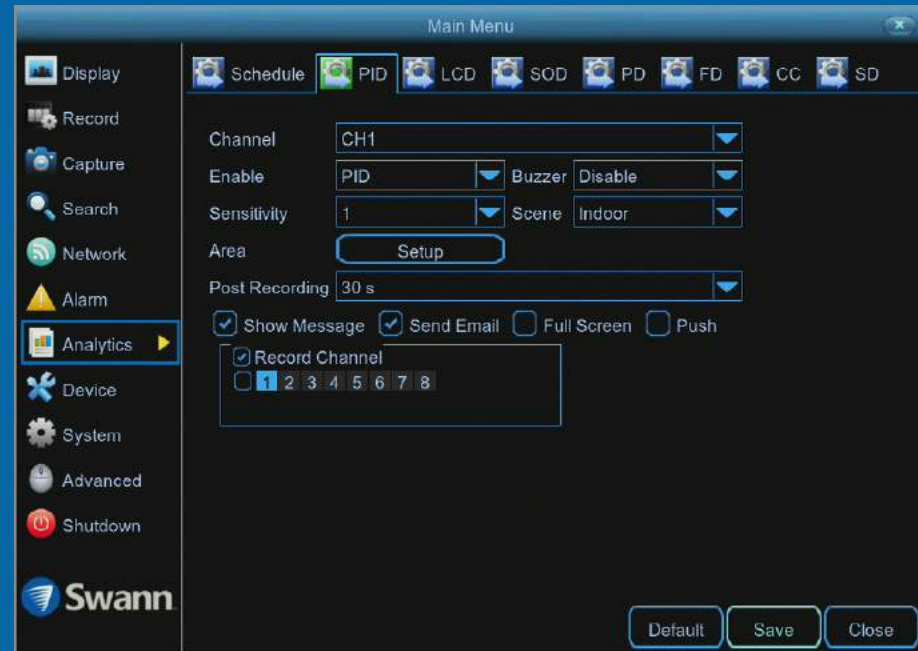 Main Menu
Display
Record
Capture
Search
Network
Alarm
Analytics
Device
System
Advanced
Shutdown
Swann
Schedule PID LCD SOD PD FD CC SD
Channel CH1
Enable PID Buzzer Disable
Sensitivity 1 Scene Indoor
Area Setup
Post Recording 30 s
Show Message Send Email Full Screen Push
Record Channel
1 2 3 4 5 6 7 8
Default Save Close